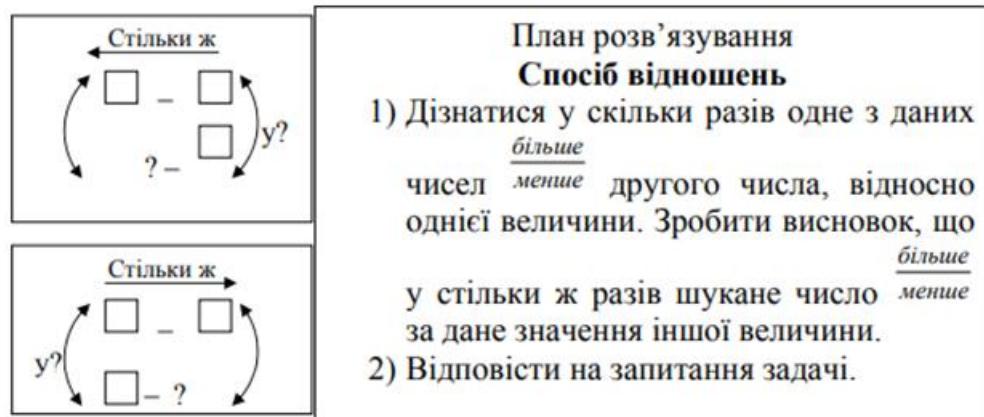 Стільки ж
–
у?
? –
Стільки ж
–
у?
– ?
План розв’язування
Спосіб відношень
1) Дізнатися у скільки разів одне з даних
чисел більше/менше другого числа, відносно
однієї величини. Зробити висновок, що
у стільки ж разів шукане число більше/менше
за дане значення іншої величини.
2) Відповісти на запитання задачі.